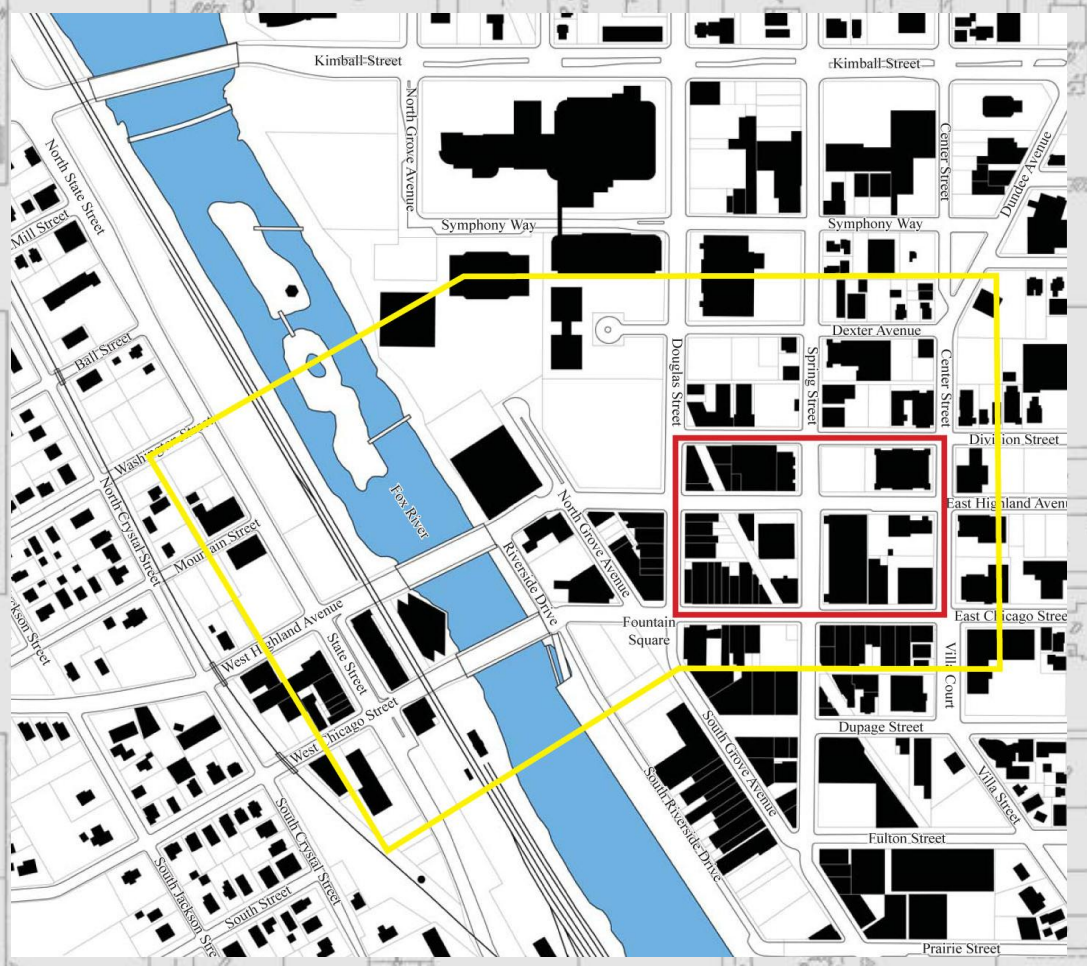 Kimball Street
Kimball Street
North Grove Avenue
Center Street
Dundee Avenue
North State Street
Mill Street
Symphony Way
Symphony Way
Ball Street
Dexter Avenue
Douglas Street
Spring Street
Center Street
Washington Street
Division Street
North Crystal Street
Fox River
North Grove Avenue
East Highland Avenu
Mountain Street
Riverside Drive
ckson Street
West Highland Avenue
State Street
Fountain
Square
East Chicago Stree
Villa Court
West Chicago Street
Dupage Street
South Grove Avenue
South Riverside Drive
Villa Street
South Crystal Street
Fulton Street
South Jackson Stre
South Street
Prairie Street